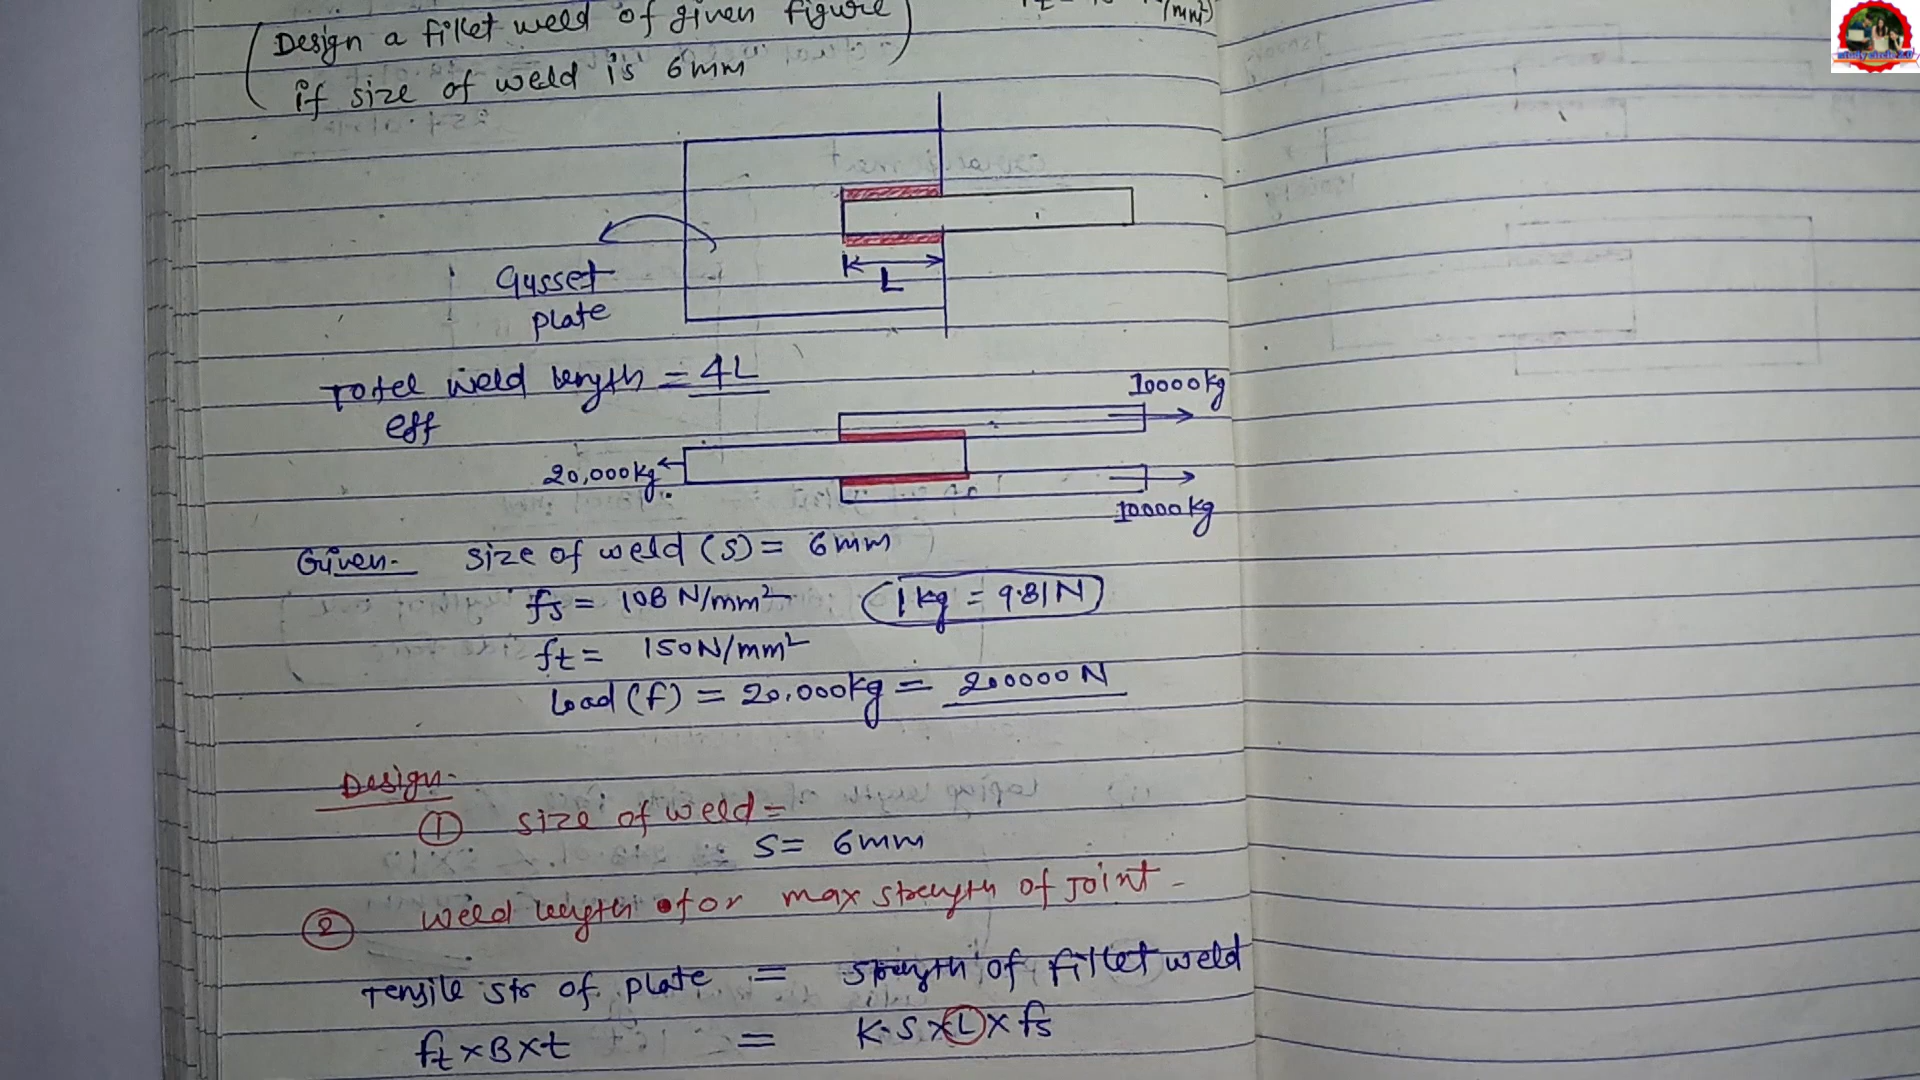 (Design a fillet weld of given figure)
if size of weld is 6mm
/mm²)
Gusset
plate
L
Total weld length = 4L
eff
10000kg
20,000kg
10000kg
Given- Size of weld (S) = 6mm
fs = 108 N/mm² (1kg = 9.81N)
ft = 150N/mm²
Load (f) = 20,000kg = 200000 N
Design-
① size of weld =
S = 6mm
② weld length for max strength of Joint -
Tensile str of plate = strength of fillet weld
ft x B x t = K.S x L x fs